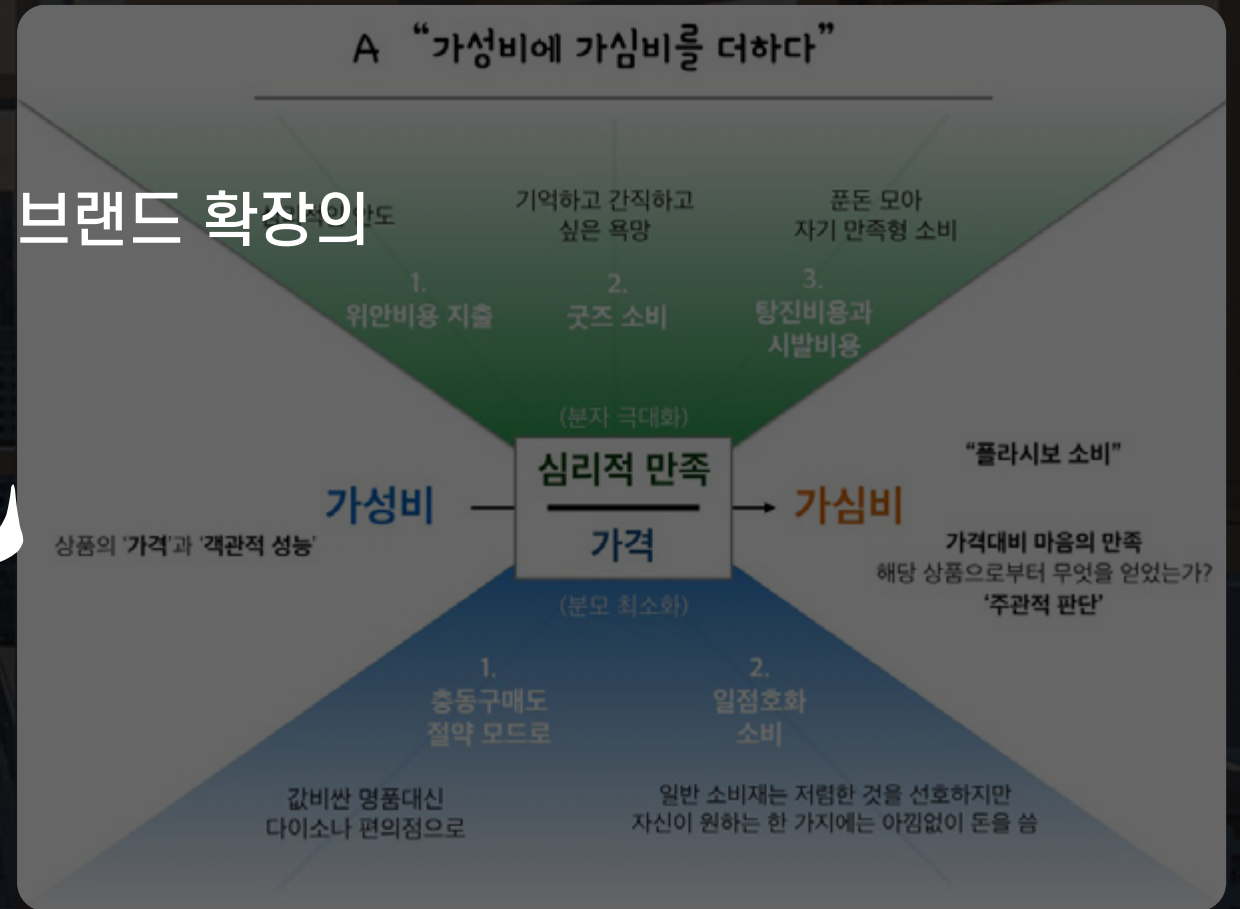 A “가성비에 가심비를 더하다”
브랜드 확장의
기억하고 간직하고
싶은 욕망
푼돈 모아
자기 만족형 소비
1.
위안비용 지출
2.
굿즈 소비
3.
탕진비용과
시발비용
(분자 극대화)
심리적 만족
가격
(분모 최소화)
가성비
상품의 ‘가격’과 ‘객관적 성능’
가심비
“플라시보 소비”
가격대비 마음의 만족
해당 상품으로부터 무엇을 얻었는가?
‘주관적 판단’
1.
충동구매도
절약 모드로
2.
일점호화
소비
값비싼 명품대신
다이소나 편의점으로
일반 소비재는 저렴한 것을 선호하지만
자신이 원하는 한 가지에는 아낌없이 돈을 씀